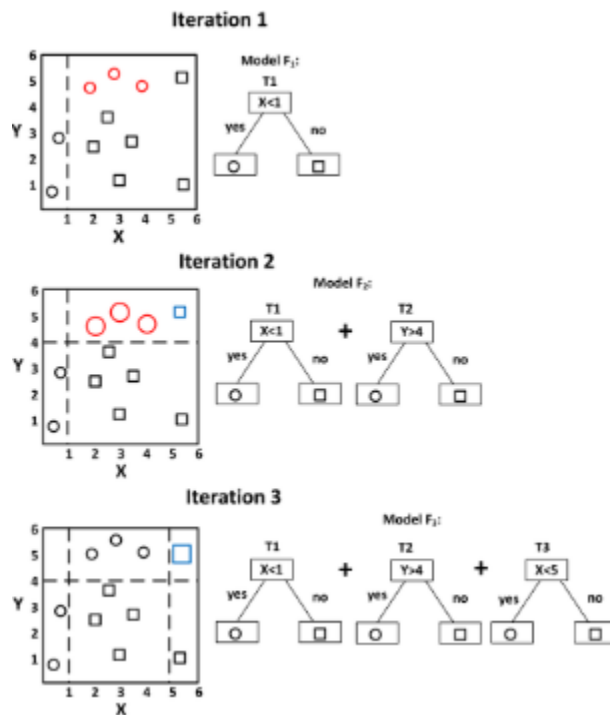 Iteration 1
Model F₁:
T1
X<1
yes
no
6
5
4
Y 3
2
1
1 2 3 4 5 6
X
Iteration 2
Model F₂:
T1
X<1
yes
no
+
T2
Y>4
yes
no
6
5
4
Y 3
2
1
1 2 3 4 5 6
X
Iteration 3
Model F₃:
T1
X<1
yes
no
+
T2
Y>4
yes
no
+
T3
X<5
yes
no
6
5
4
Y 3
2
1
1 2 3 4 5 6
X